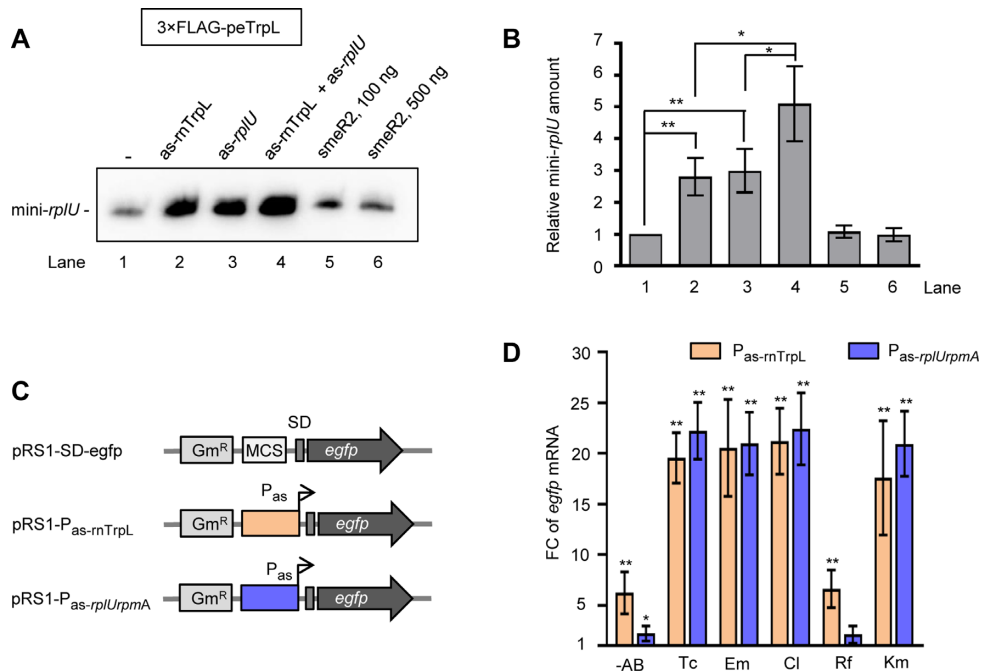 A
3×FLAG-peTrpL
-
as-rnTrpL
as-rplU
as-rnTrpL + as-rplU
smeR2, 100 ng
smeR2, 500 ng
mini-rplU -
Lane 1 2 3 4 5 6
B
Relative mini-rplU amount
7
6
5
4
3
2
1
0
*
*
**
**
1 2 3 4 5 6 Lane
C
SD
pRS1-SD-egfp GmR MCS egfp
Pas
pRS1-Pas-rnTrpL GmR egfp
Pas
pRS1-Pas-rplUrpmA GmR egfp
D
Pas-rnTrpL Pas-rplUrpmA
FC of egfp mRNA
30
25
20
15
10
5
1
** * ** ** ** ** ** ** ** ** **
-AB Tc Em Cl Rf Km